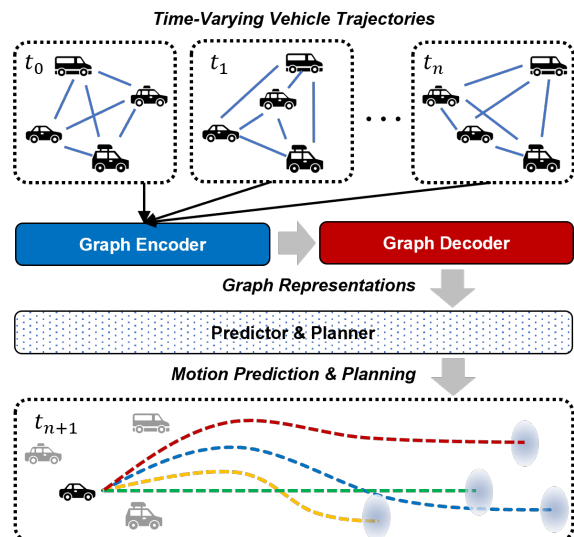 Time-Varying Vehicle Trajectories
t0
t1
tn
...
Graph Encoder
Graph Decoder
Graph Representations
Predictor & Planner
Motion Prediction & Planning
tn+1